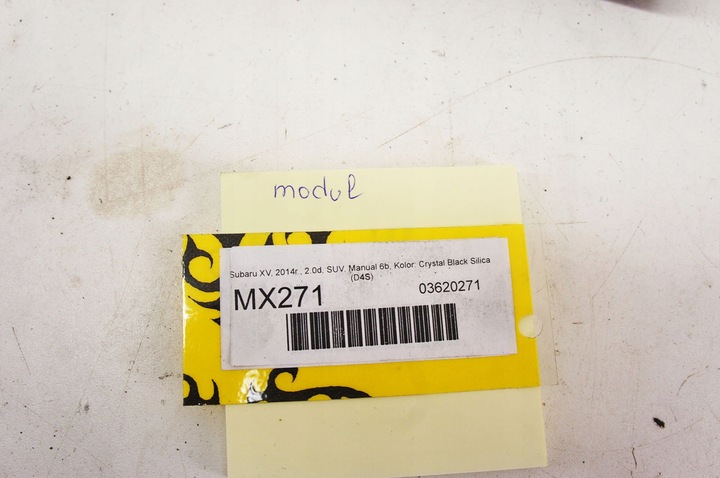 modul
Subaru XV, 2014r., 2.0d, SUV, Manual 6b, Kolor: Crystal Black Silica
(D4S)
MX271
03620271